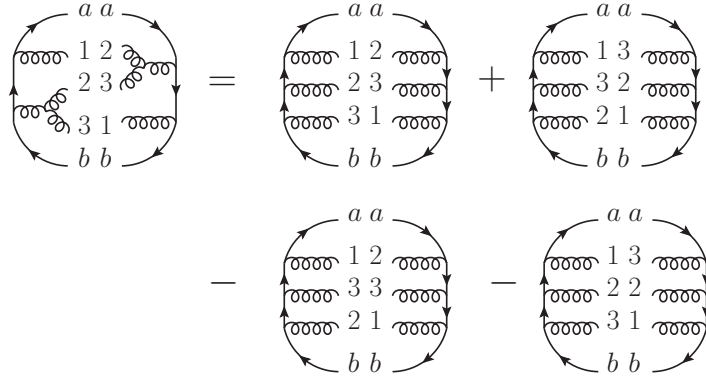 a a a a a a
1 2 1 2 1 3
2 3 = 2 3 + 3 2
3 1 3 1 2 1
b b b b b b
a a a a
1 2 1 3
− 3 3 − 2 2
2 1 3 1
b b b b